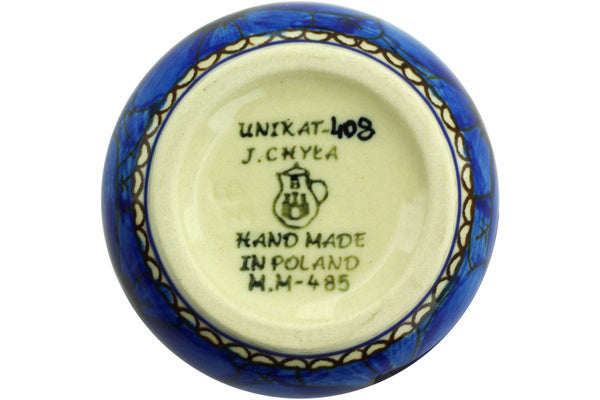 UNIKAT-408
J.CHYŁA
B
HAND MADE
IN POLAND
M.M-485